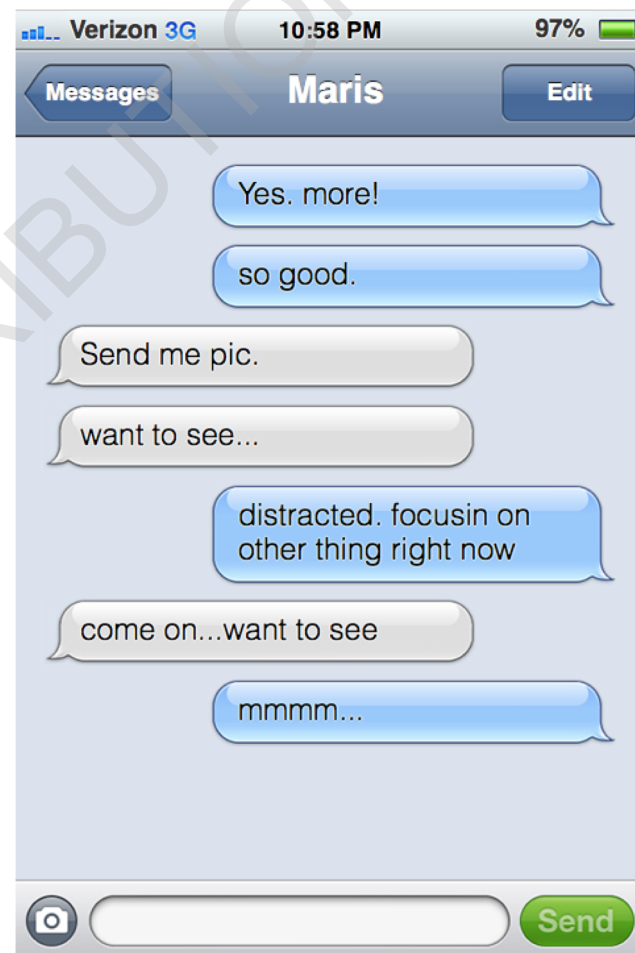 Verizon 3G 10:58 PM 97%
Messages Maris Edit
Yes. more!
so good.
Send me pic.
want to see...
distracted. focusin on
other thing right now
come on...want to see
mmmm...
Send